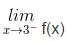 lim f(x)
x→3⁻